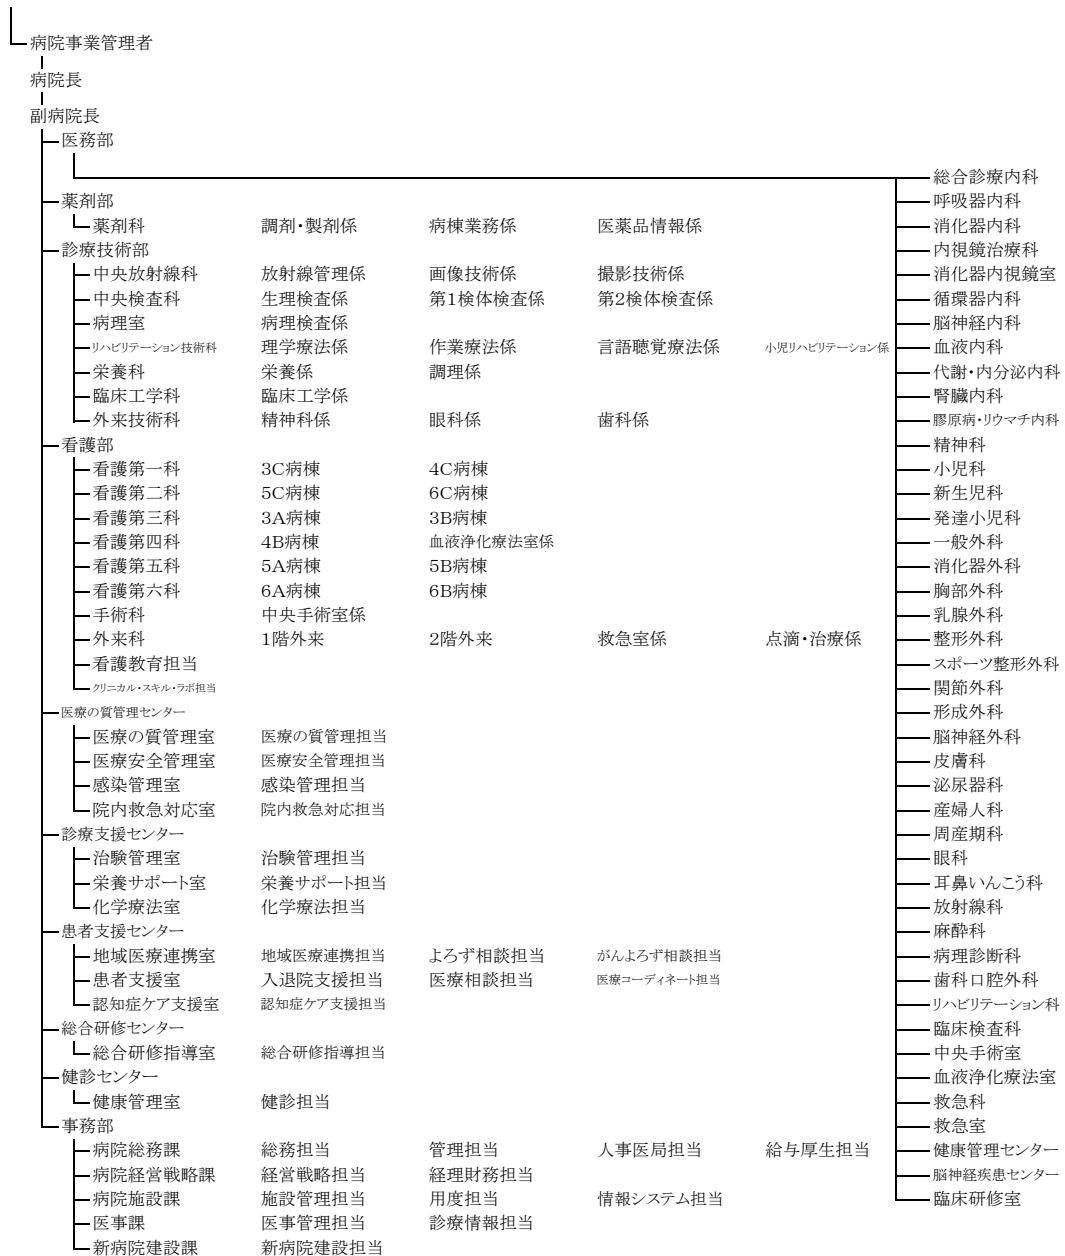 病院事業管理者
病院長
副病院長
医務部
総合診療内科
薬剤部 呼吸器内科
薬剤科 調剤・製剤係 病棟業務係 医薬品情報係 消化器内科
診療技術部 内視鏡治療科
中央放射線科 放射線管理係 画像技術係 撮影技術係 消化器内視鏡室
中央検査科 生理検査係 第1検体検査係 第2検体検査係 循環器内科
病理室 病理検査係 脳神経内科
リハビリテーション技術科 理学療法係 作業療法係 言語聴覚療法係 小児リハビリテーション係 血液内科
栄養科 栄養係 調理係 代謝・内分泌内科
臨床工学科 臨床工学係 腎臓内科
外来技術科 精神科係 眼科係 歯科係 膠原病・リウマチ内科
看護部 精神科
看護第一科 3C病棟 4C病棟 小児科
看護第二科 5C病棟 6C病棟 新生児科
看護第三科 3A病棟 3B病棟 発達小児科
看護第四科 4B病棟 血液浄化療法室係 一般外科
看護第五科 5A病棟 5B病棟 消化器外科
看護第六科 6A病棟 6B病棟 胸部外科
手術科 中央手術室係 乳腺外科
外来科 1階外来 2階外来 救急室係 点滴・治療係 整形外科
看護教育担当 スポーツ整形外科
クリニカル・スキル・ラボ担当 関節外科
医療の質管理センター 形成外科
医療の質管理室 医療の質管理担当 脳神経外科
医療安全管理室 医療安全管理担当 皮膚科
感染管理室 感染管理担当 泌尿器科
院内救急対応室 院内救急対応担当 産婦人科
診療支援センター 周産期科
治験管理室 治験管理担当 眼科
栄養サポート室 栄養サポート担当 耳鼻いんこう科
化学療法室 化学療法担当 放射線科
患者支援センター 麻酔科
地域医療連携室 地域医療連携担当 よろず相談担当 がんよろず相談担当 病理診断科
患者支援室 入退院支援担当 医療相談担当 医療コーディネート担当 歯科口腔外科
認知症ケア支援室 認知症ケア支援担当 リハビリテーション科
総合研修センター 臨床検査科
総合研修指導室 総合研修指導担当 中央手術室
健診センター 血液浄化療法室
健康管理室 健診担当 救急科
事務部 救急室
病院総務課 総務担当 管理担当 人事医局担当 給与厚生担当 健康管理センター
病院経営戦略課 経営戦略担当 経理財務担当 脳神経疾患センター
病院施設課 施設管理担当 用度担当 情報システム担当 臨床研修室
医事課 医事管理担当 診療情報担当
新病院建設課 新病院建設担当